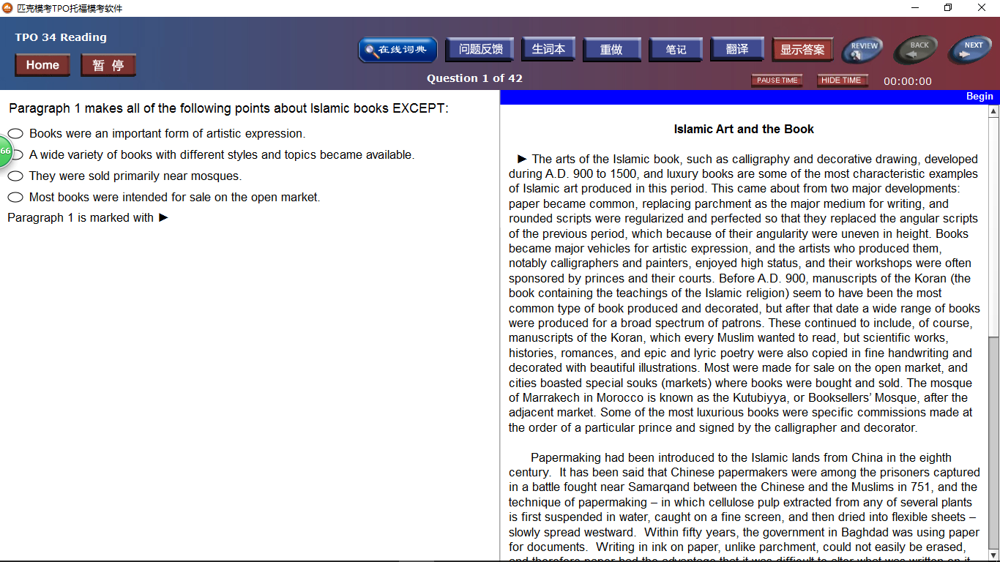 匹克模考TPO托福模考软件
TPO 34 Reading
Home
暂 停
在线词典
问题反馈
生词本
重做
笔记
翻译
显示答案
REVIEW
BACK
NEXT
Question 1 of 42
PAUSE TIME
HIDE TIME
00:00:00
Begin
Paragraph 1 makes all of the following points about Islamic books EXCEPT:
Books were an important form of artistic expression.
66
A wide variety of books with different styles and topics became available.
They were sold primarily near mosques.
Most books were intended for sale on the open market.
Paragraph 1 is marked with ►
Islamic Art and the Book
► The arts of the Islamic book, such as calligraphy and decorative drawing, developed
during A.D. 900 to 1500, and luxury books are some of the most characteristic examples
of Islamic art produced in this period. This came about from two major developments:
paper became common, replacing parchment as the major medium for writing, and
rounded scripts were regularized and perfected so that they replaced the angular scripts
of the previous period, which because of their angularity were uneven in height. Books
became major vehicles for artistic expression, and the artists who produced them,
notably calligraphers and painters, enjoyed high status, and their workshops were often
sponsored by princes and their courts. Before A.D. 900, manuscripts of the Koran (the
book containing the teachings of the Islamic religion) seem to have been the most
common type of book produced and decorated, but after that date a wide range of books
were produced for a broad spectrum of patrons. These continued to include, of course,
manuscripts of the Koran, which every Muslim wanted to read, but scientific works,
histories, romances, and epic and lyric poetry were also copied in fine handwriting and
decorated with beautiful illustrations. Most were made for sale on the open market, and
cities boasted special souks (markets) where books were bought and sold. The mosque
of Marrakech in Morocco is known as the Kutubiyya, or Booksellers’ Mosque, after the
adjacent market. Some of the most luxurious books were specific commissions made at
the order of a particular prince and signed by the calligrapher and decorator.
Papermaking had been introduced to the Islamic lands from China in the eighth
century. It has been said that Chinese papermakers were among the prisoners captured
in a battle fought near Samarqand between the Chinese and the Muslims in 751, and the
technique of papermaking – in which cellulose pulp extracted from any of several plants
is first suspended in water, caught on a fine screen, and then dried into flexible sheets –
slowly spread westward. Within fifty years, the government in Baghdad was using paper
for documents. Writing in ink on paper, unlike parchment, could not easily be erased,
and therefore paper had the advantage that it was difficult to alter what was written on it